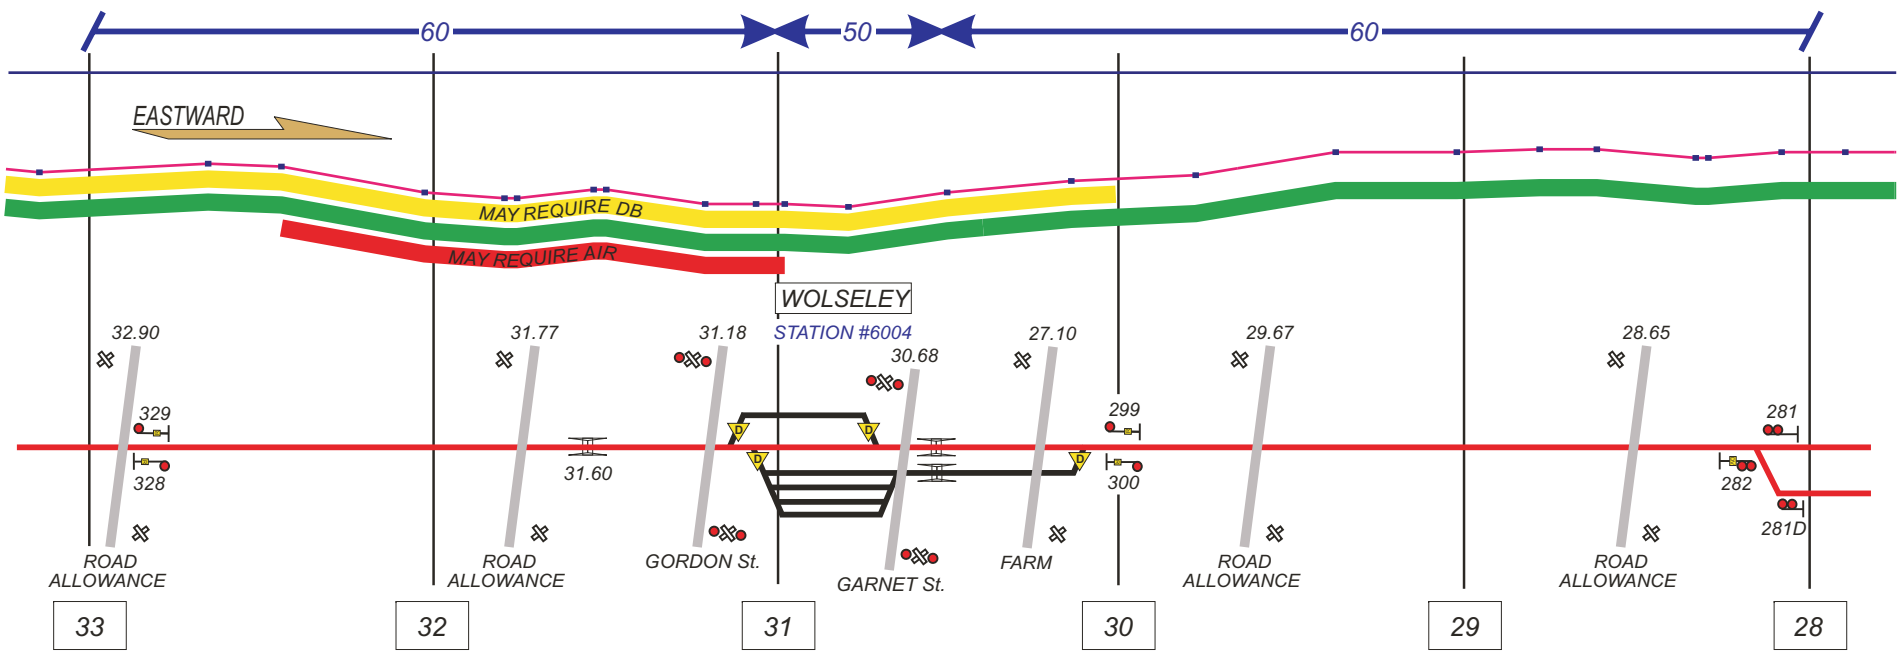 60
50
60
EASTWARD
MAY REQUIRE DB
MAY REQUIRE AIR
WOLSELEY
STATION #6004
32.90
31.77
31.18
30.68
27.10
29.67
28.65
329
328
31.60
D
D
D
D
299
300
281
282
281D
ROAD
ALLOWANCE
ROAD
ALLOWANCE
GORDON St.
GARNET St.
FARM
ROAD
ALLOWANCE
ROAD
ALLOWANCE
33
32
31
30
29
28